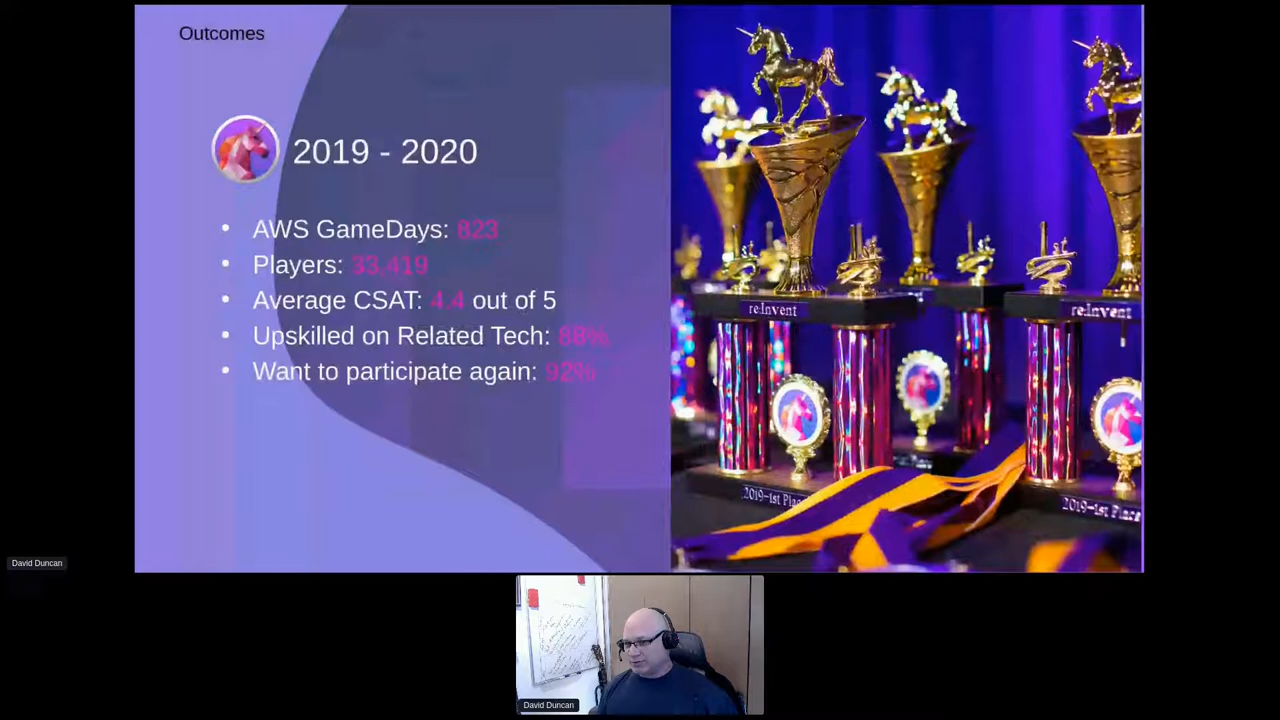 Outcomes
2019 - 2020
• AWS GameDays: 823
• Players: 33,419
• Average CSAT: 4.4 out of 5
• Upskilled on Related Tech: 88%
• Want to participate again: 92%
re:Invent
re:Invent
2019-1st Place
2019-1st Place
David Duncan
David Duncan